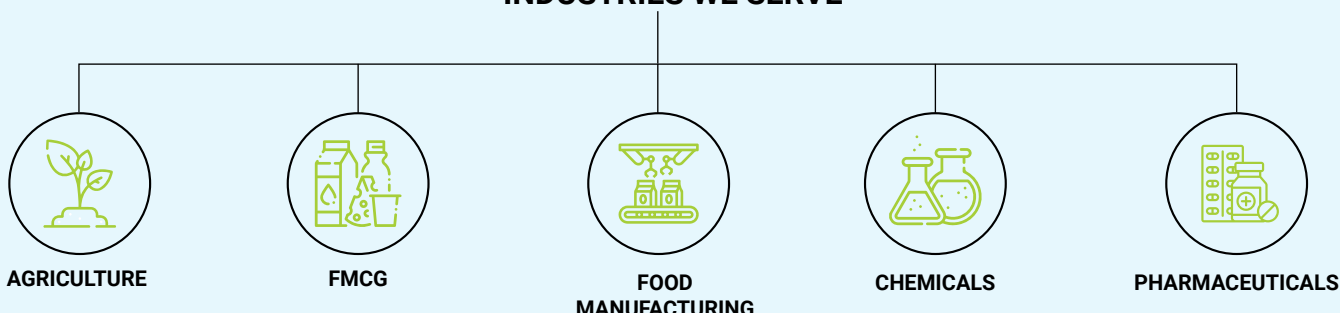 INDUSTRIES WE SERVE
AGRICULTURE
FMCG
FOOD
MANUFACTURING
CHEMICALS
PHARMACEUTICALS